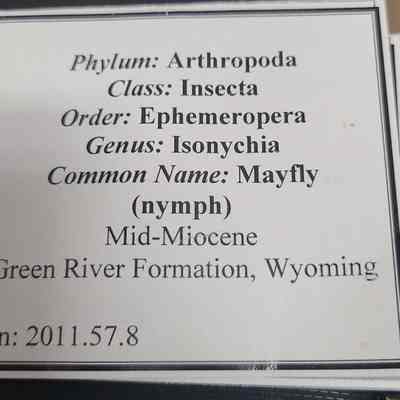 Phylum: Arthropoda
Class: Insecta
Order: Ephemeropera
Genus: Isonychia
Common Name: Mayfly
(nymph)
Mid-Miocene
Green River Formation, Wyoming
n: 2011.57.8